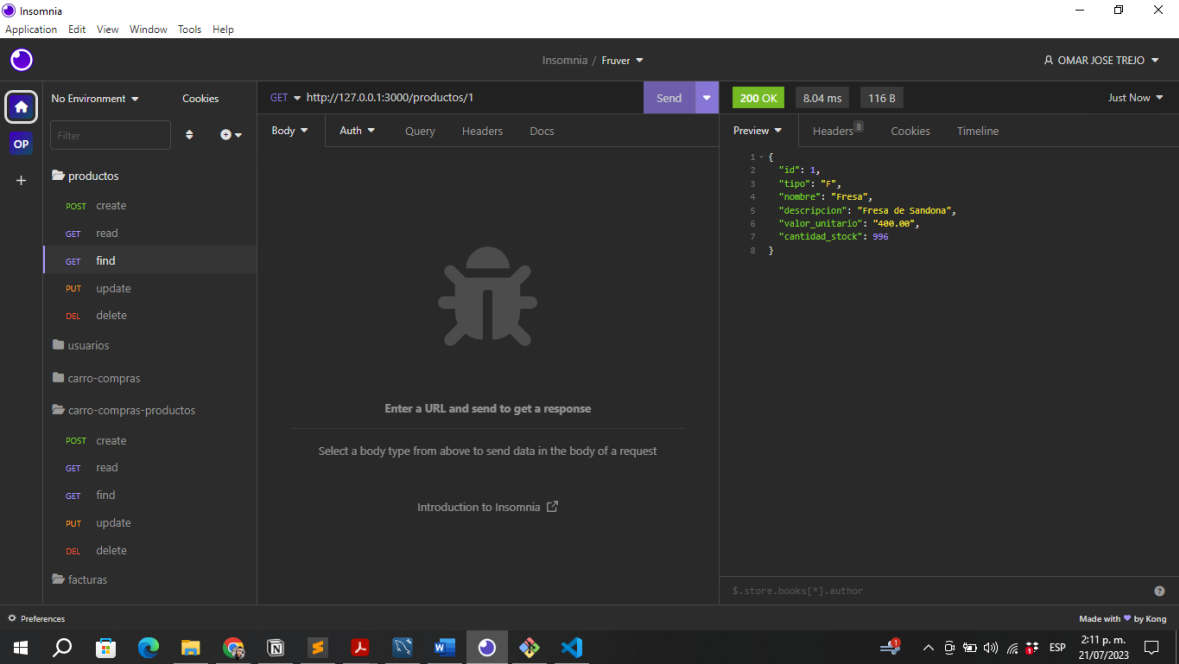 Insomnia
Application Edit View Window Tools Help
Insomnia / Fruver
OMAR JOSE TREJO
OP
No Environment Cookies
Filter
productos
POST create
GET read
GET find
PUT update
DEL delete
usuarios
carro-compras
carro-compras-productos
POST create
GET read
GET find
PUT update
DEL delete
facturas
GET http://127.0.0.1:3000/productos/1 Send
Body Auth Query Headers Docs
Enter a URL and send to get a response
Select a body type from above to send data in the body of a request
Introduction to Insomnia
200 OK 8.04 ms 116 B Just Now
Preview Headers 8 Cookies Timeline
1 {
2 "id": 1,
3 "tipo": "F",
4 "nombre": "Fresa",
5 "descripcion": "Fresa de Sandona",
6 "valor_unitario": "400.00",
7 "cantidad_stock": 996
8 }
$.store.books[*].author
Preferences
Made with by Kong
ESP
2:11 p. m.
21/07/2023